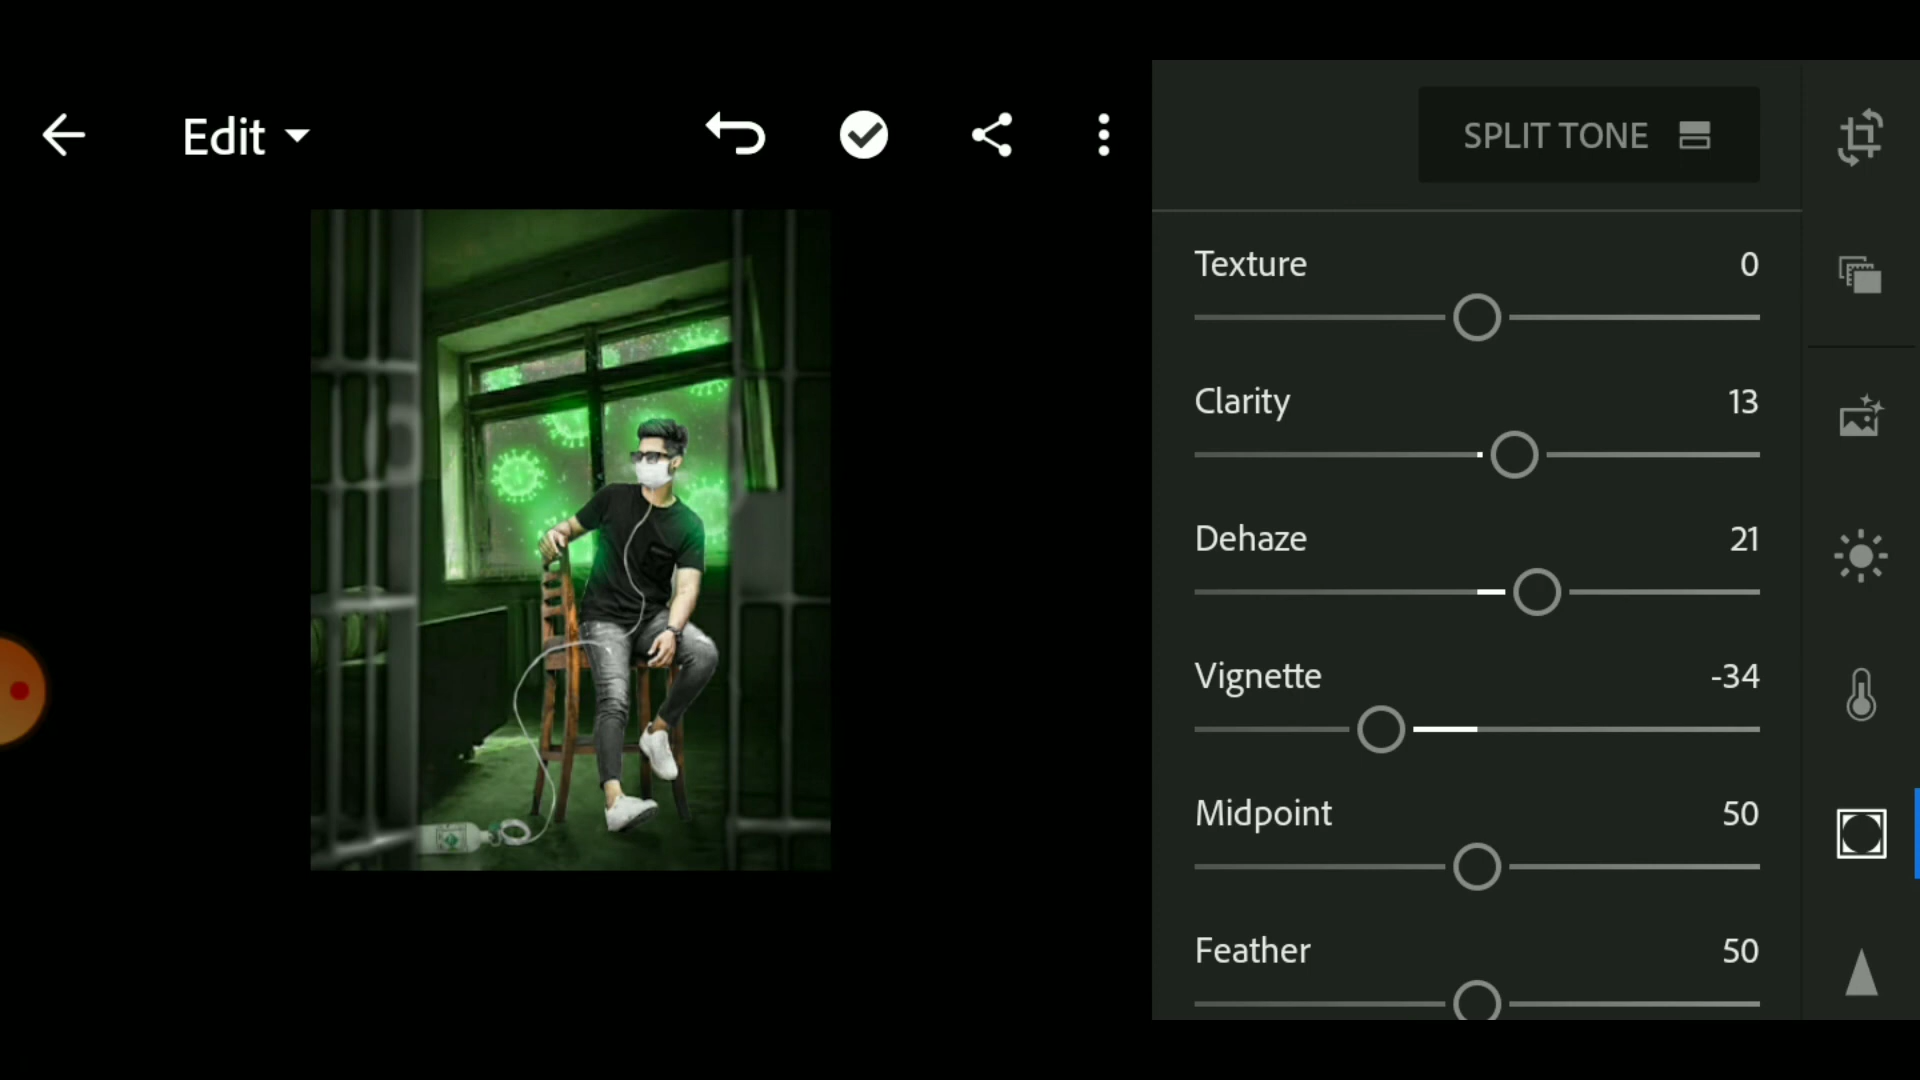 Edit
SPLIT TONE
Texture 0
Clarity 13
Dehaze 21
Vignette -34
Midpoint 50
Feather 50